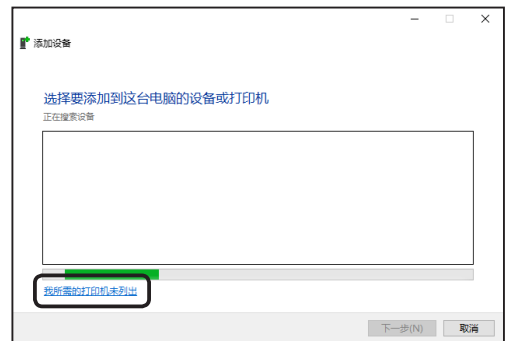 添加设备
选择要添加到这台电脑的设备或打印机
正在搜索设备
我所需的打印机未列出
下一步(N)
取消